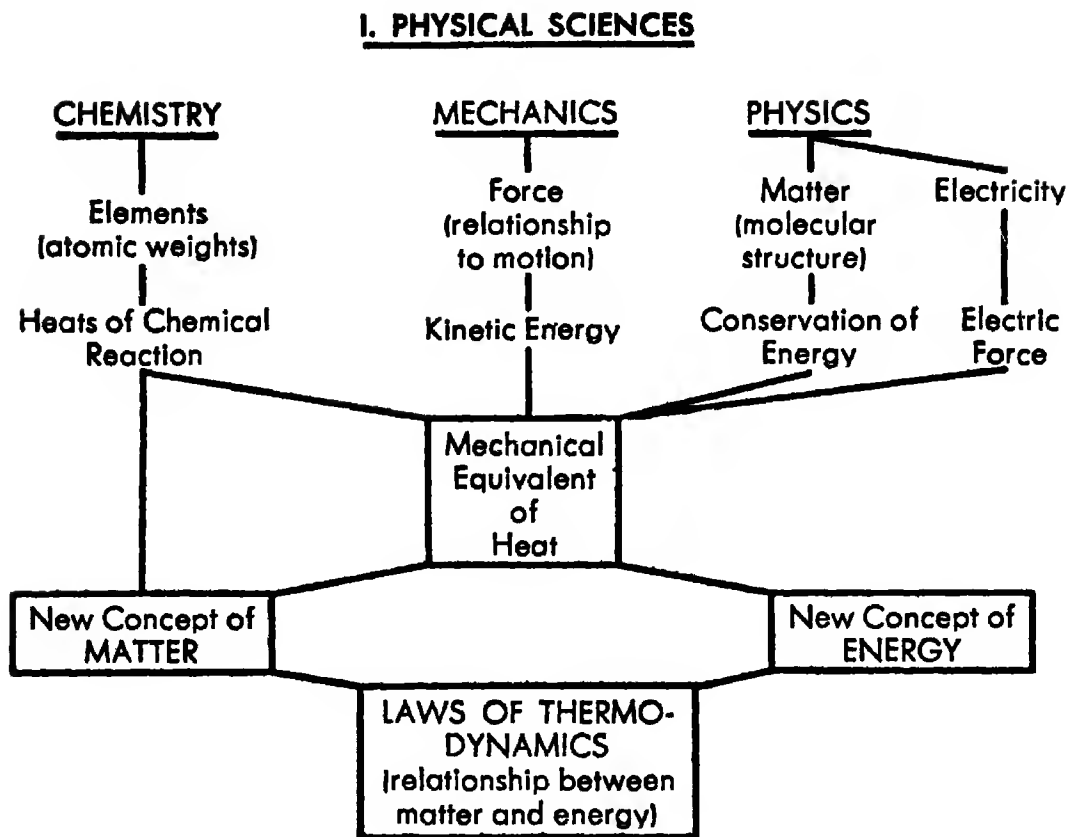 I. PHYSICAL SCIENCES
CHEMISTRY
MECHANICS
PHYSICS
Elements
(atomic weights)
Force
(relationship
to motion)
Matter
(molecular
structure)
Electricity
Heats of Chemical
Reaction
Kinetic Energy
Conservation of
Energy
Electric
Force
Mechanical
Equivalent
of
Heat
New Concept of
MATTER
New Concept of
ENERGY
LAWS OF THERMO-
DYNAMICS
(relationship between
matter and energy)